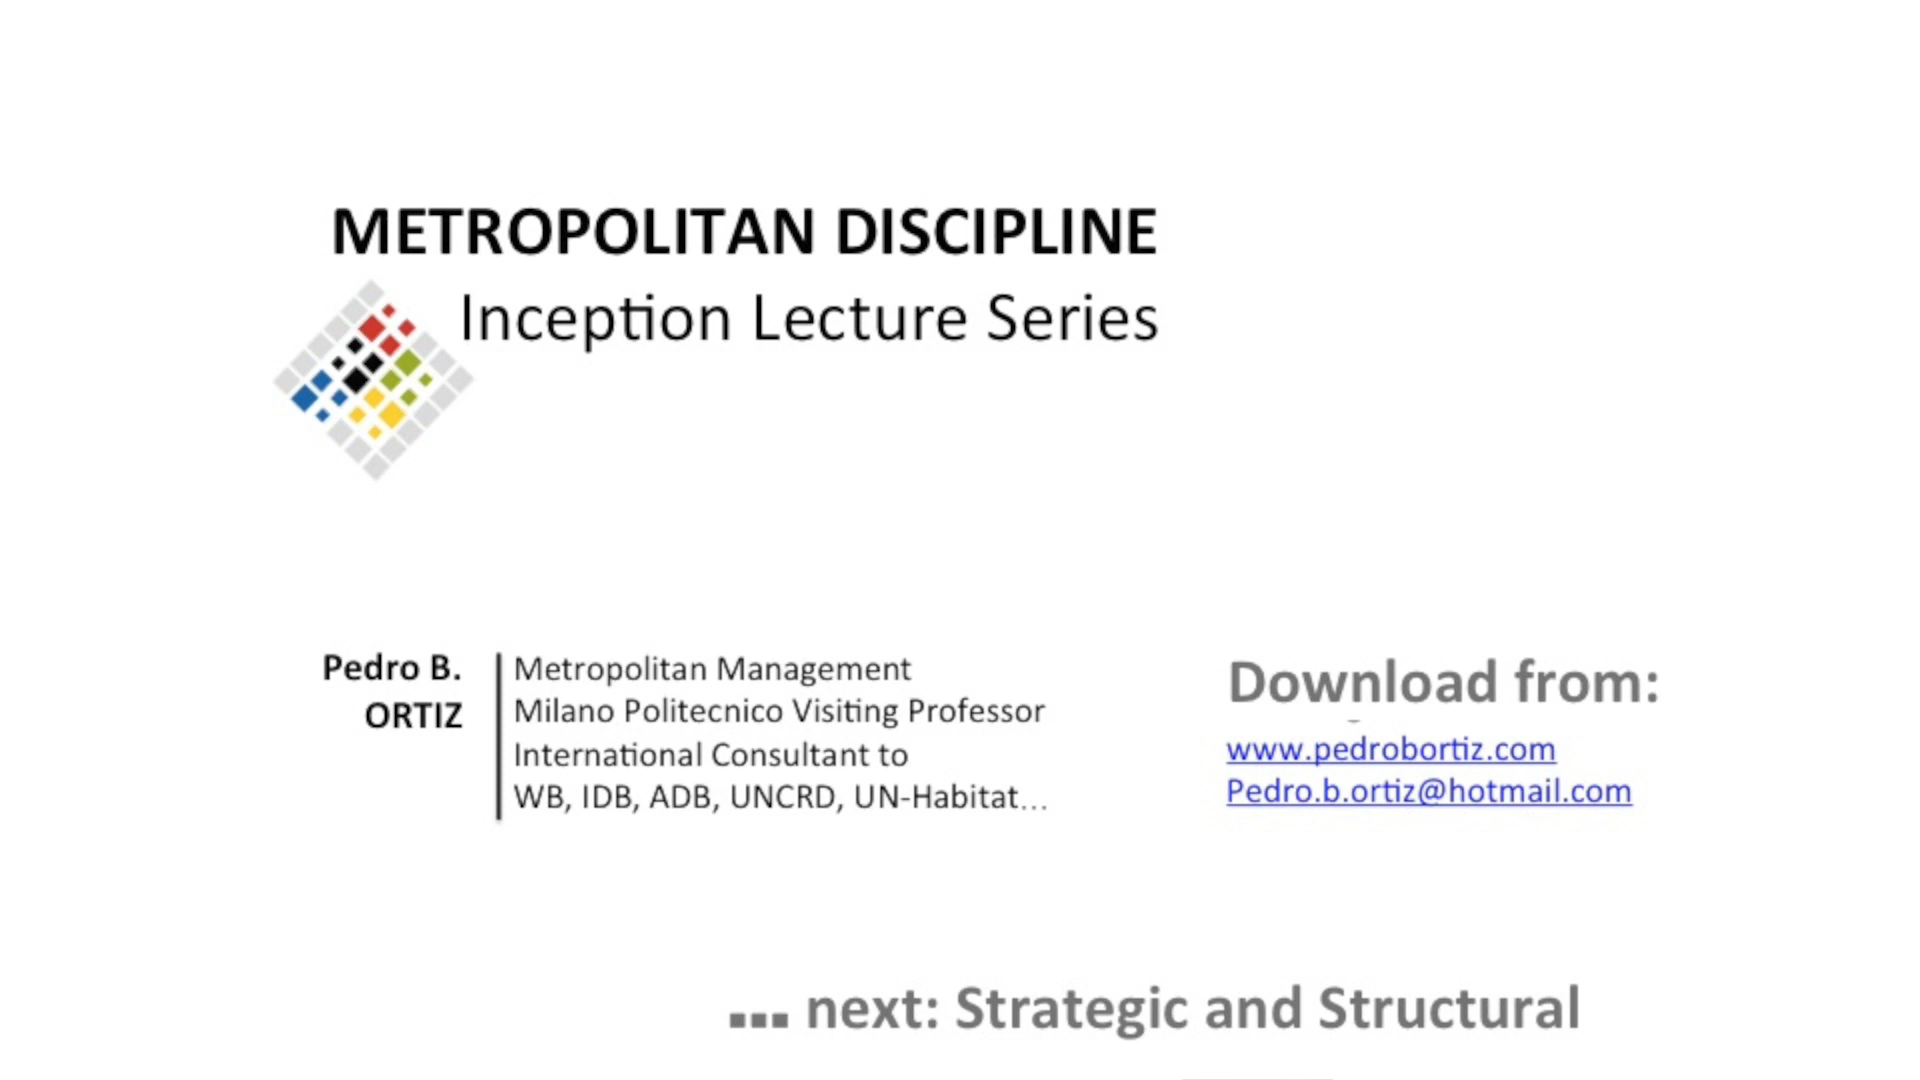 METROPOLITAN DISCIPLINE
Inception Lecture Series
Pedro B.
ORTIZ
Metropolitan Management
Milano Politecnico Visiting Professor
International Consultant to
WB, IDB, ADB, UNCRD, UN-Habitat...
Download from:
www.pedrobortiz.com
Pedro.b.ortiz@hotmail.com
... next: Strategic and Structural